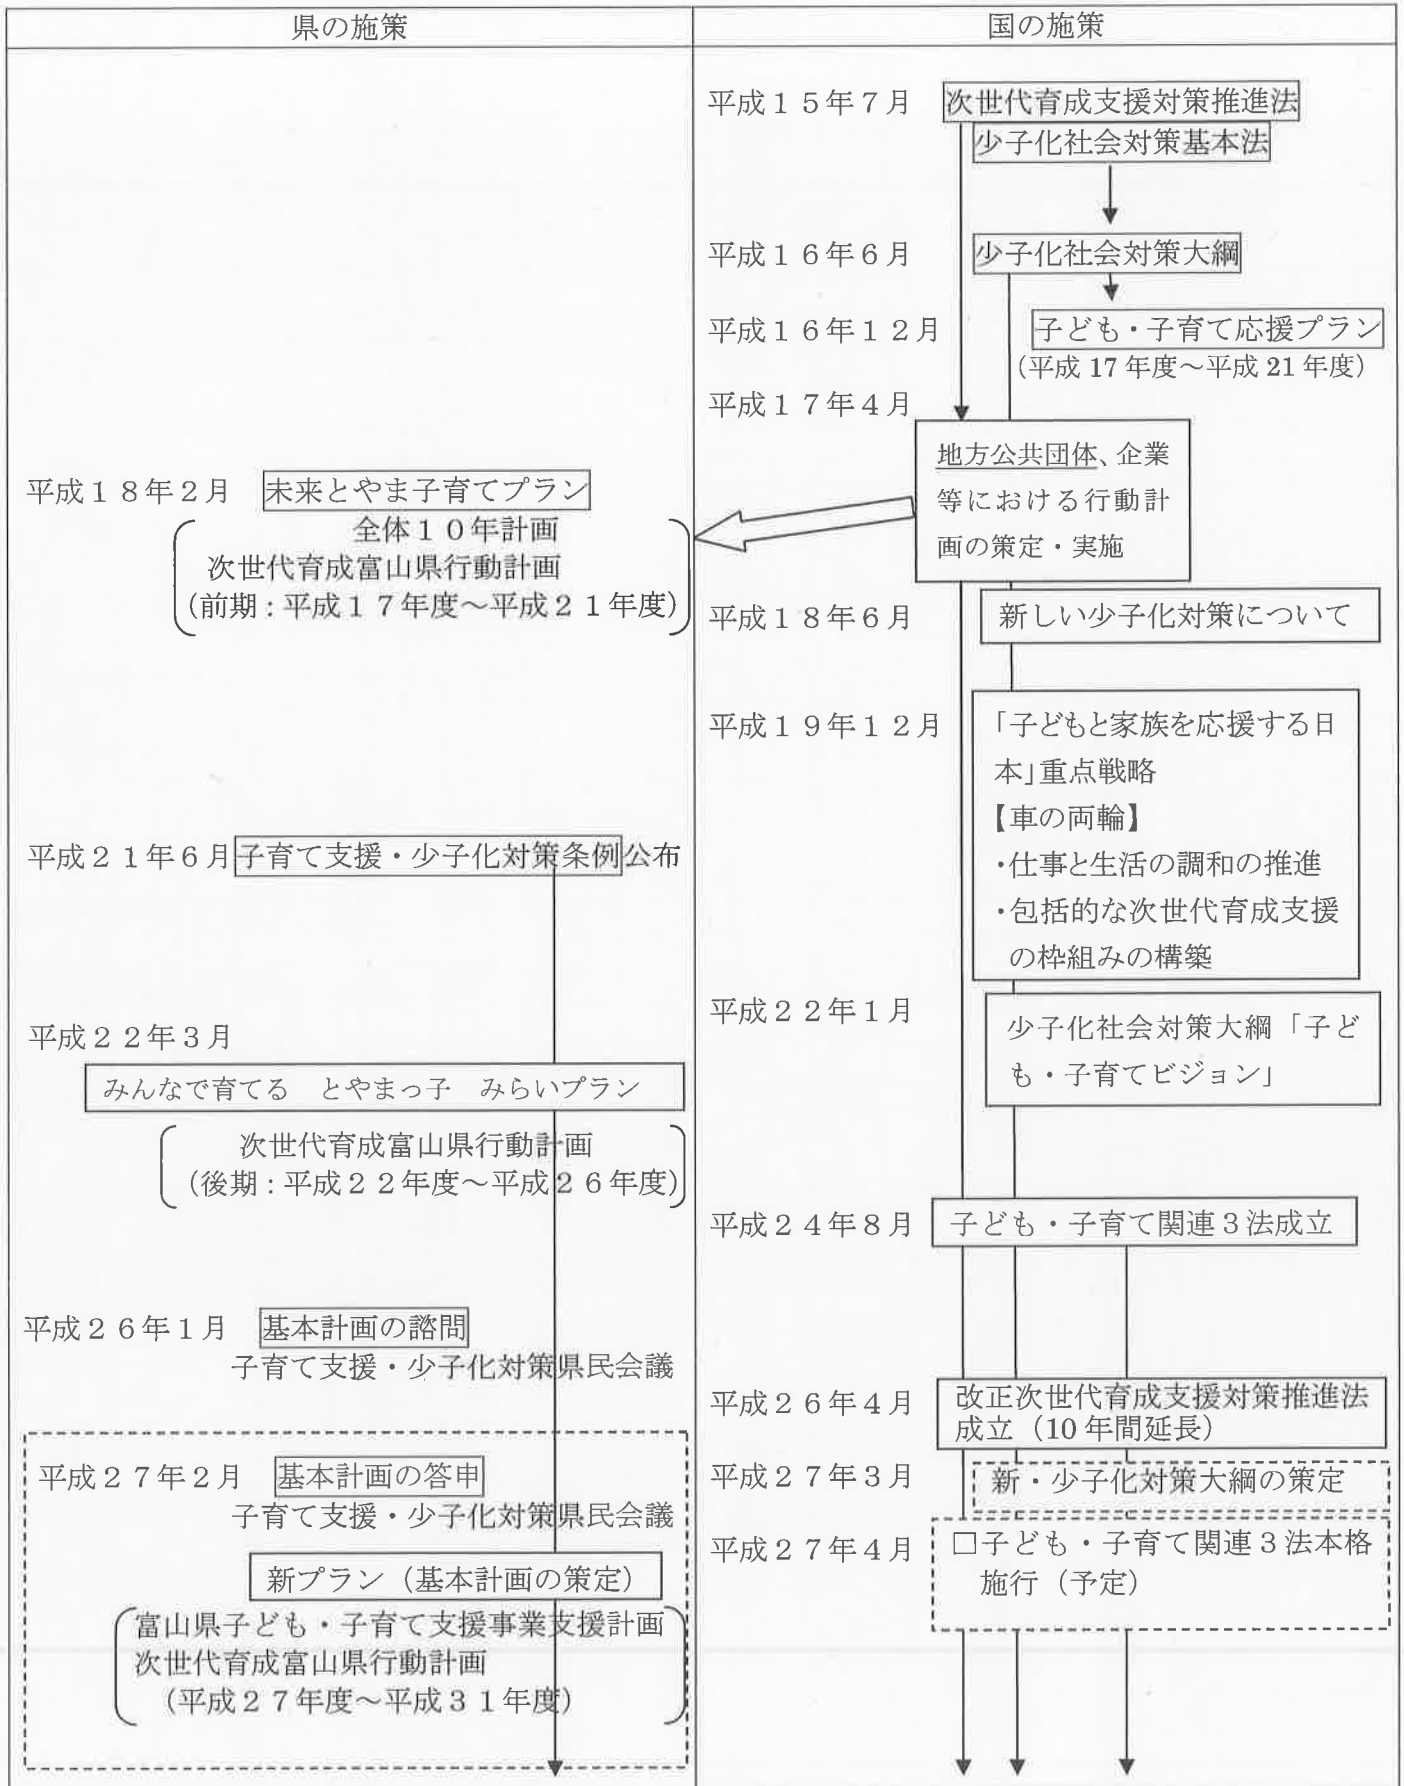 県の施策
国の施策
平成１５年７月 次世代育成支援対策推進法
少子化社会対策基本法
平成１６年６月 少子化社会対策大綱
平成１６年１２月 子ども・子育て応援プラン
（平成 17 年度～平成 21 年度）
平成１７年４月
地方公共団体、企業
等における行動計
画の策定・実施
平成１８年２月 未来とやま子育てプラン
全体１０年計画
次世代育成富山県行動計画
（前期：平成１７年度～平成２１年度）
平成１８年６月 新しい少子化対策について
平成１９年１２月 「子どもと家族を応援する日
本」重点戦略
【車の両輪】
・仕事と生活の調和の推進
・包括的な次世代育成支援
の枠組みの構築
平成２１年６月 子育て支援・少子化対策条例公布
平成２２年１月 少子化社会対策大綱「子ど
も・子育てビジョン」
平成２２年３月
みんなで育てる　とやまっ子　みらいプラン
次世代育成富山県行動計画
（後期：平成２２年度～平成２６年度）
平成２４年８月 子ども・子育て関連３法成立
平成２６年１月 基本計画の諮問
子育て支援・少子化対策県民会議
平成２６年４月 改正次世代育成支援対策推進法
成立（10 年間延長）
平成２７年２月 基本計画の答申
子育て支援・少子化対策県民会議
新プラン（基本計画の策定）
富山県子ども・子育て支援事業支援計画
次世代育成富山県行動計画
（平成２７年度～平成３１年度）
平成２７年３月 新・少子化対策大綱の策定
平成２７年４月 □子ども・子育て関連３法本格
施行（予定）